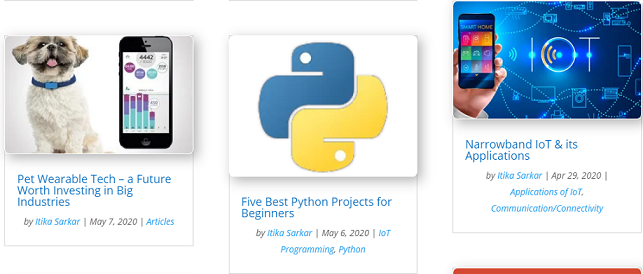 Pet Wearable Tech – a Future
Worth Investing in Big
Industries
by Itika Sarkar | May 7, 2020 | Articles
Five Best Python Projects for
Beginners
by Itika Sarkar | May 6, 2020 | IoT
Programming, Python
SMART HOME
IOT
Narrowband IoT & its
Applications
by Itika Sarkar | Apr 29, 2020 |
Applications of IoT,
Communication/Connectivity